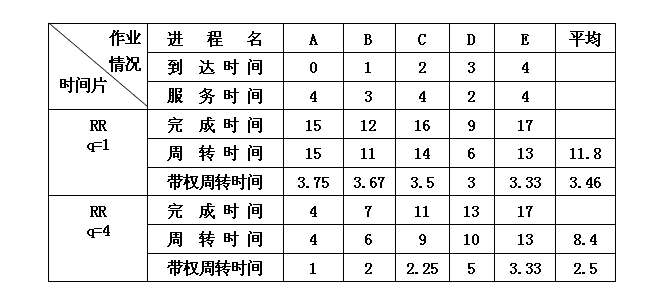 作业情况 时间片 进程名 A B C D E 平均
到达时间 0 1 2 3 4
服务时间 4 3 4 2 4
RR q=1 完成时间 15 12 16 9 17
周转时间 15 11 14 6 13 11.8
带权周转时间 3.75 3.67 3.5 3 3.33 3.46
RR q=4 完成时间 4 7 11 13 17
周转时间 4 6 9 10 13 8.4
带权周转时间 1 2 2.25 5 3.33 2.5